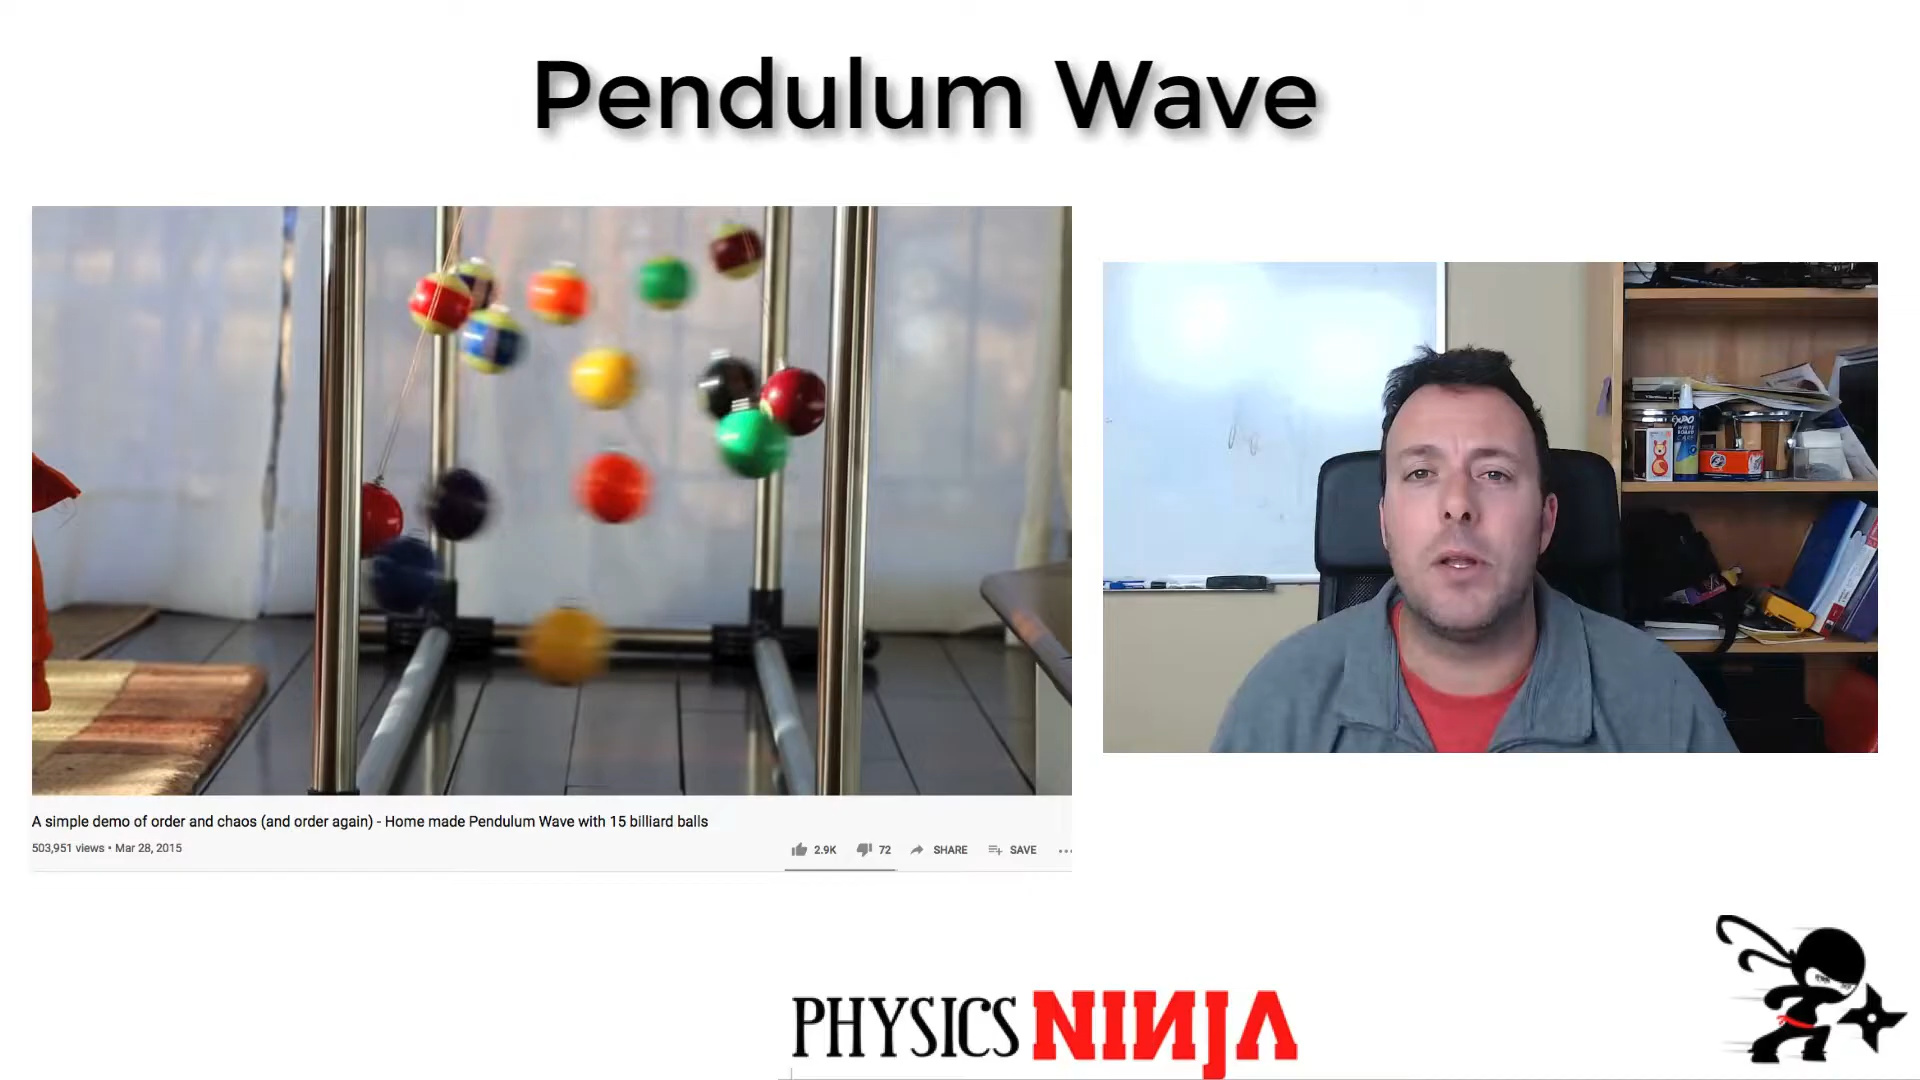 Pendulum Wave
A simple demo of order and chaos (and order again) - Home made Pendulum Wave with 15 billiard balls
503,951 views • Mar 28, 2015
2.9K 72 SHARE SAVE
EXPO
PHYSICS NINJA